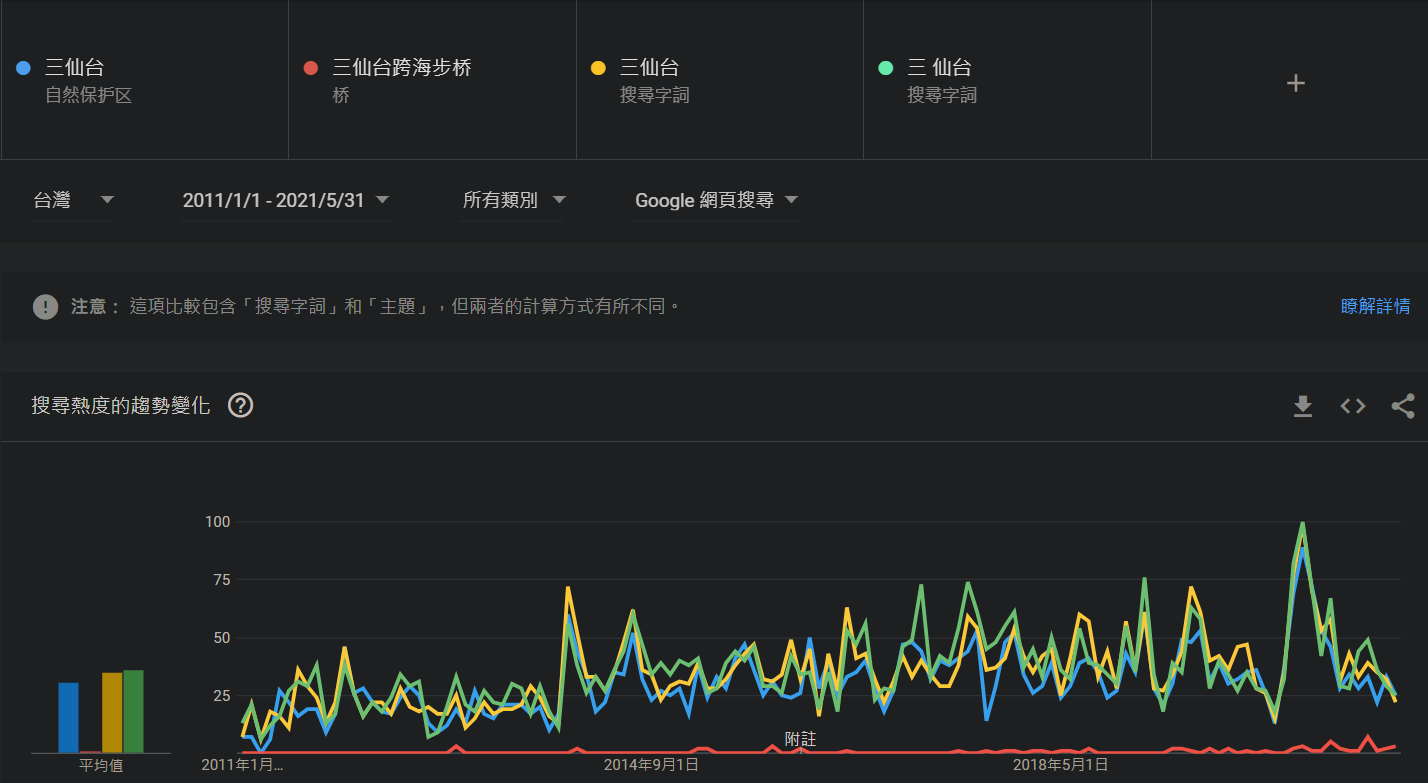 三仙台
自然保护区
三仙台跨海步桥
桥
三仙台
搜尋字詞
三 仙台
搜尋字詞
+
台灣
2011/1/1 - 2021/5/31
所有類別
Google 網頁搜尋
! 注意： 這項比較包含「搜尋字詞」和「主題」，但兩者的計算方式有所不同。
瞭解詳情
搜尋熱度的趨勢變化 ?
100
75
50
25
附註
平均值
2011年1月…
2014年9月1日
2018年5月1日